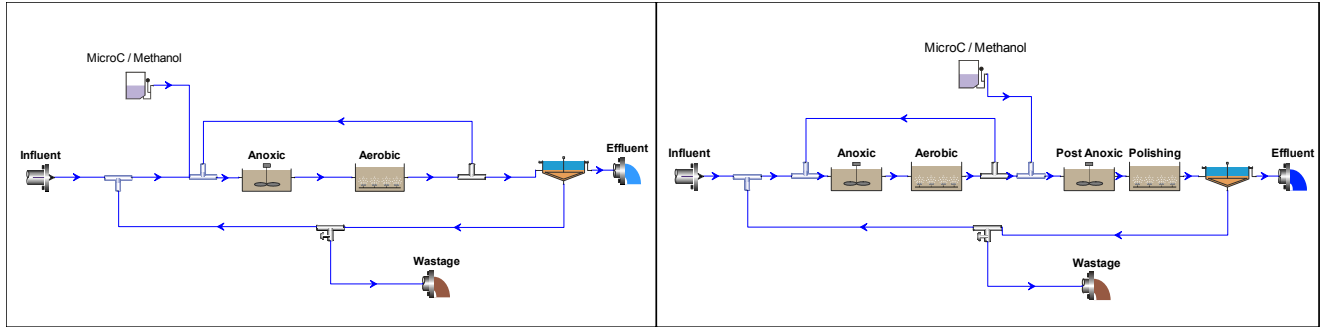 MicroC / Methanol
Influent
Anoxic
Aerobic
Effluent
Wastage
MicroC / Methanol
Influent
Anoxic
Aerobic
Post Anoxic
Polishing
Effluent
Wastage